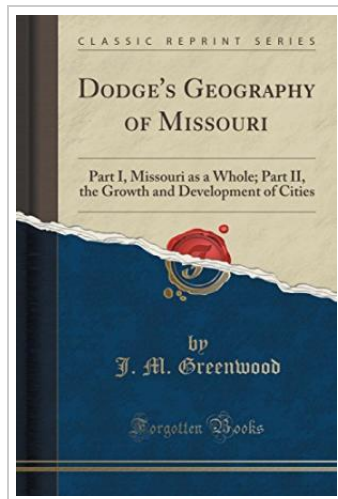 CLASSIC REPRINT SERIES
DODGE'S GEOGRAPHY
OF MISSOURI
Part I, Missouri as a Whole; Part II,
the Growth and Development of Cities
by
J. M. Greenwood
Forgotten Books